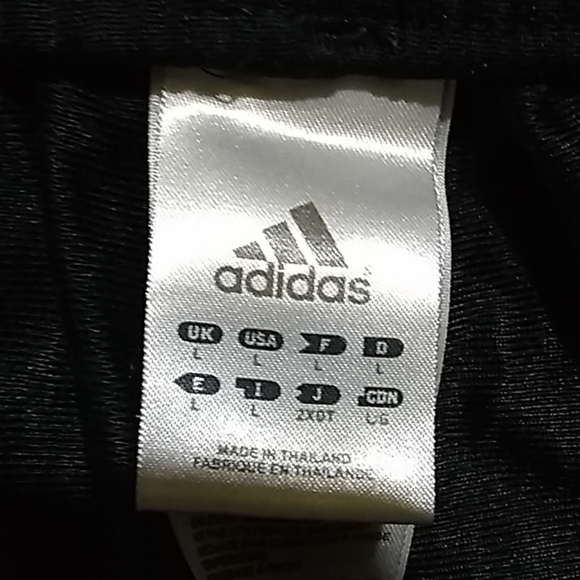 adidas
UK USA F D
L L L L
E I J CDN
L L 2XOT L/G
MADE IN THAILAND
FABRIQUE EN THAILANDE